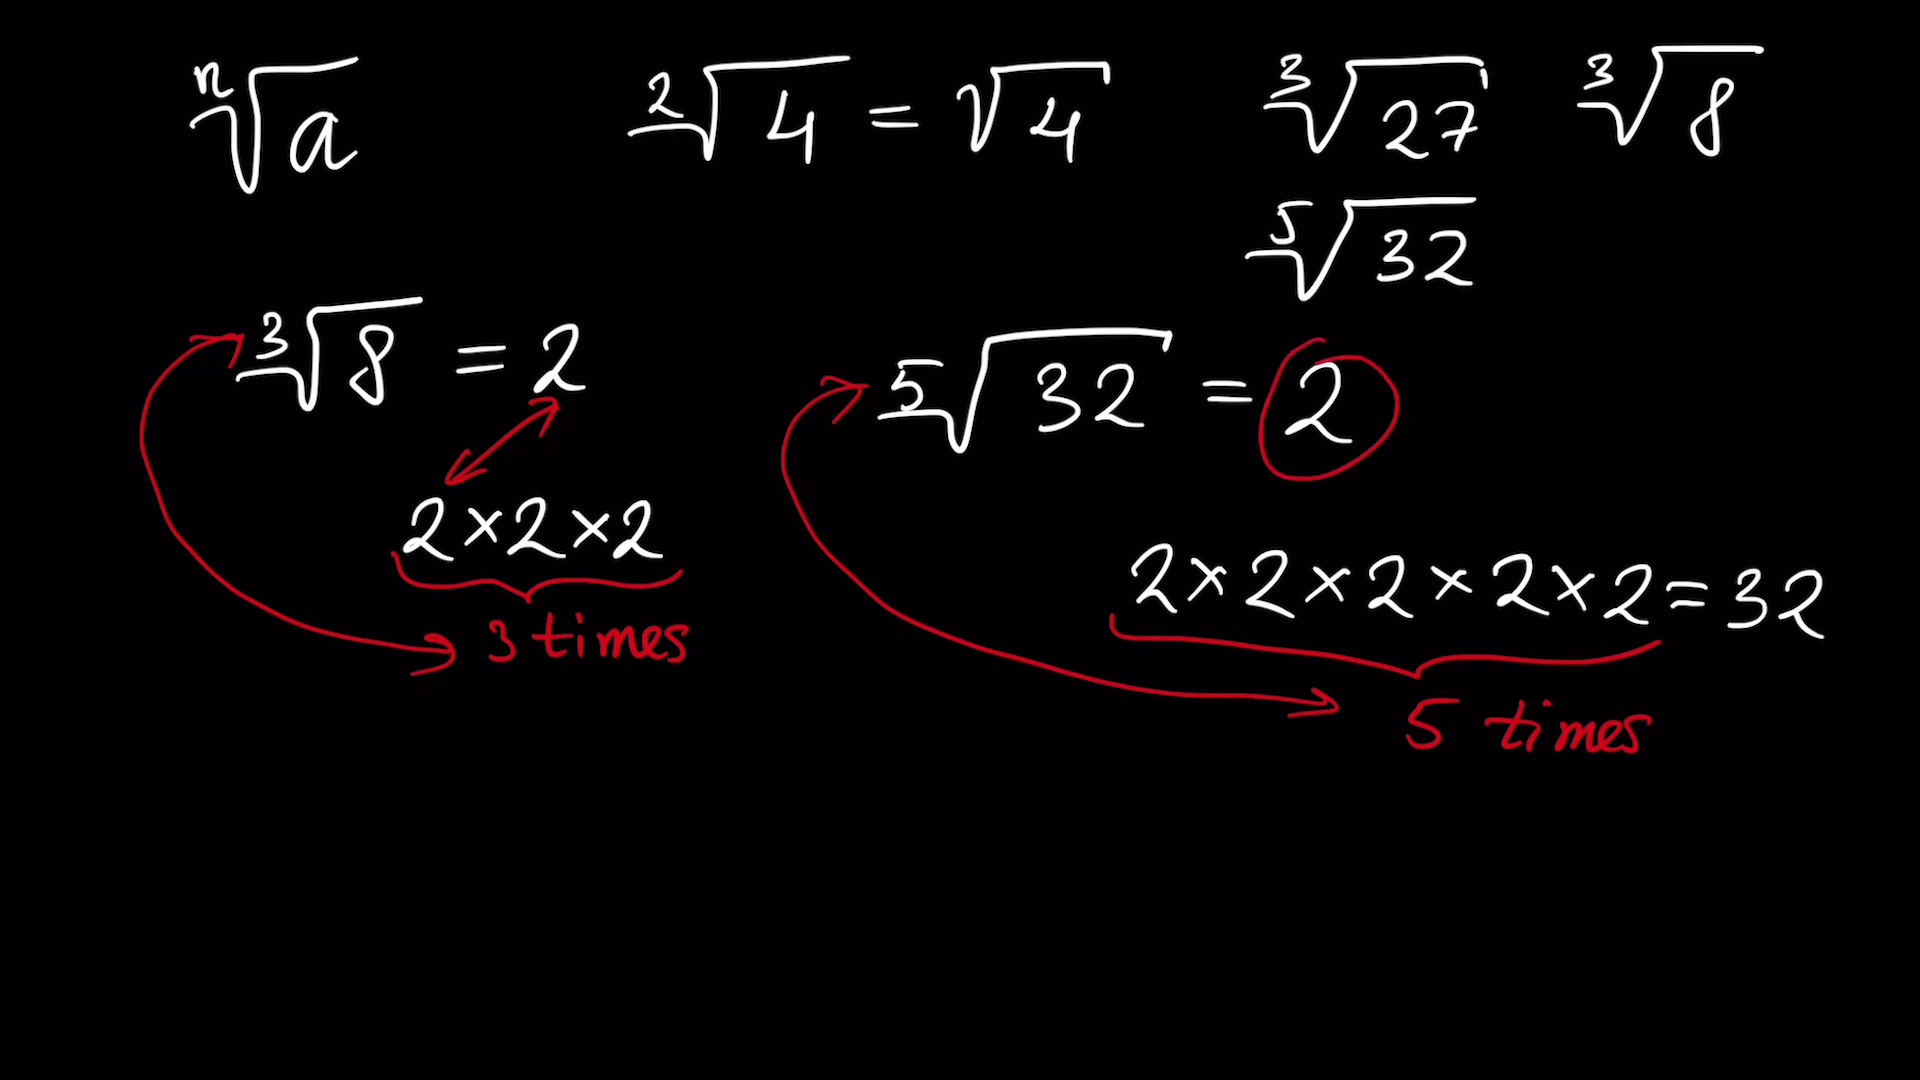 ⁿ√a   ²√4 = √4   ³√27   ³√8
⁵√32
³√8 = 2   ⁵√32 = 2
2×2×2
2×2×2×2×2=32
3 times
5 times